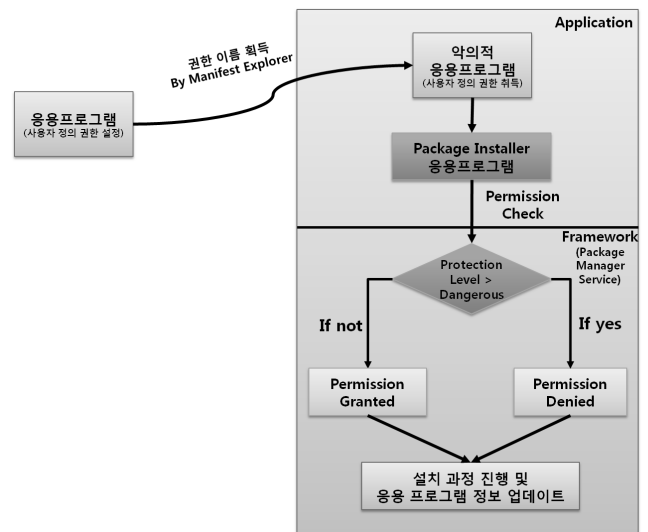 Application
권한 이름 획득
By Manifest Explorer
악의적
응용프로그램
(사용자 정의 권한 취득)
응용프로그램
(사용자 정의 권한 설정)
Package Installer
응용프로그램
Permission
Check
Framework
(Package
Manager
Service)
Protection
Level >
Dangerous
If not
If yes
Permission
Granted
Permission
Denied
설치 과정 진행 및
응용 프로그램 정보 업데이트